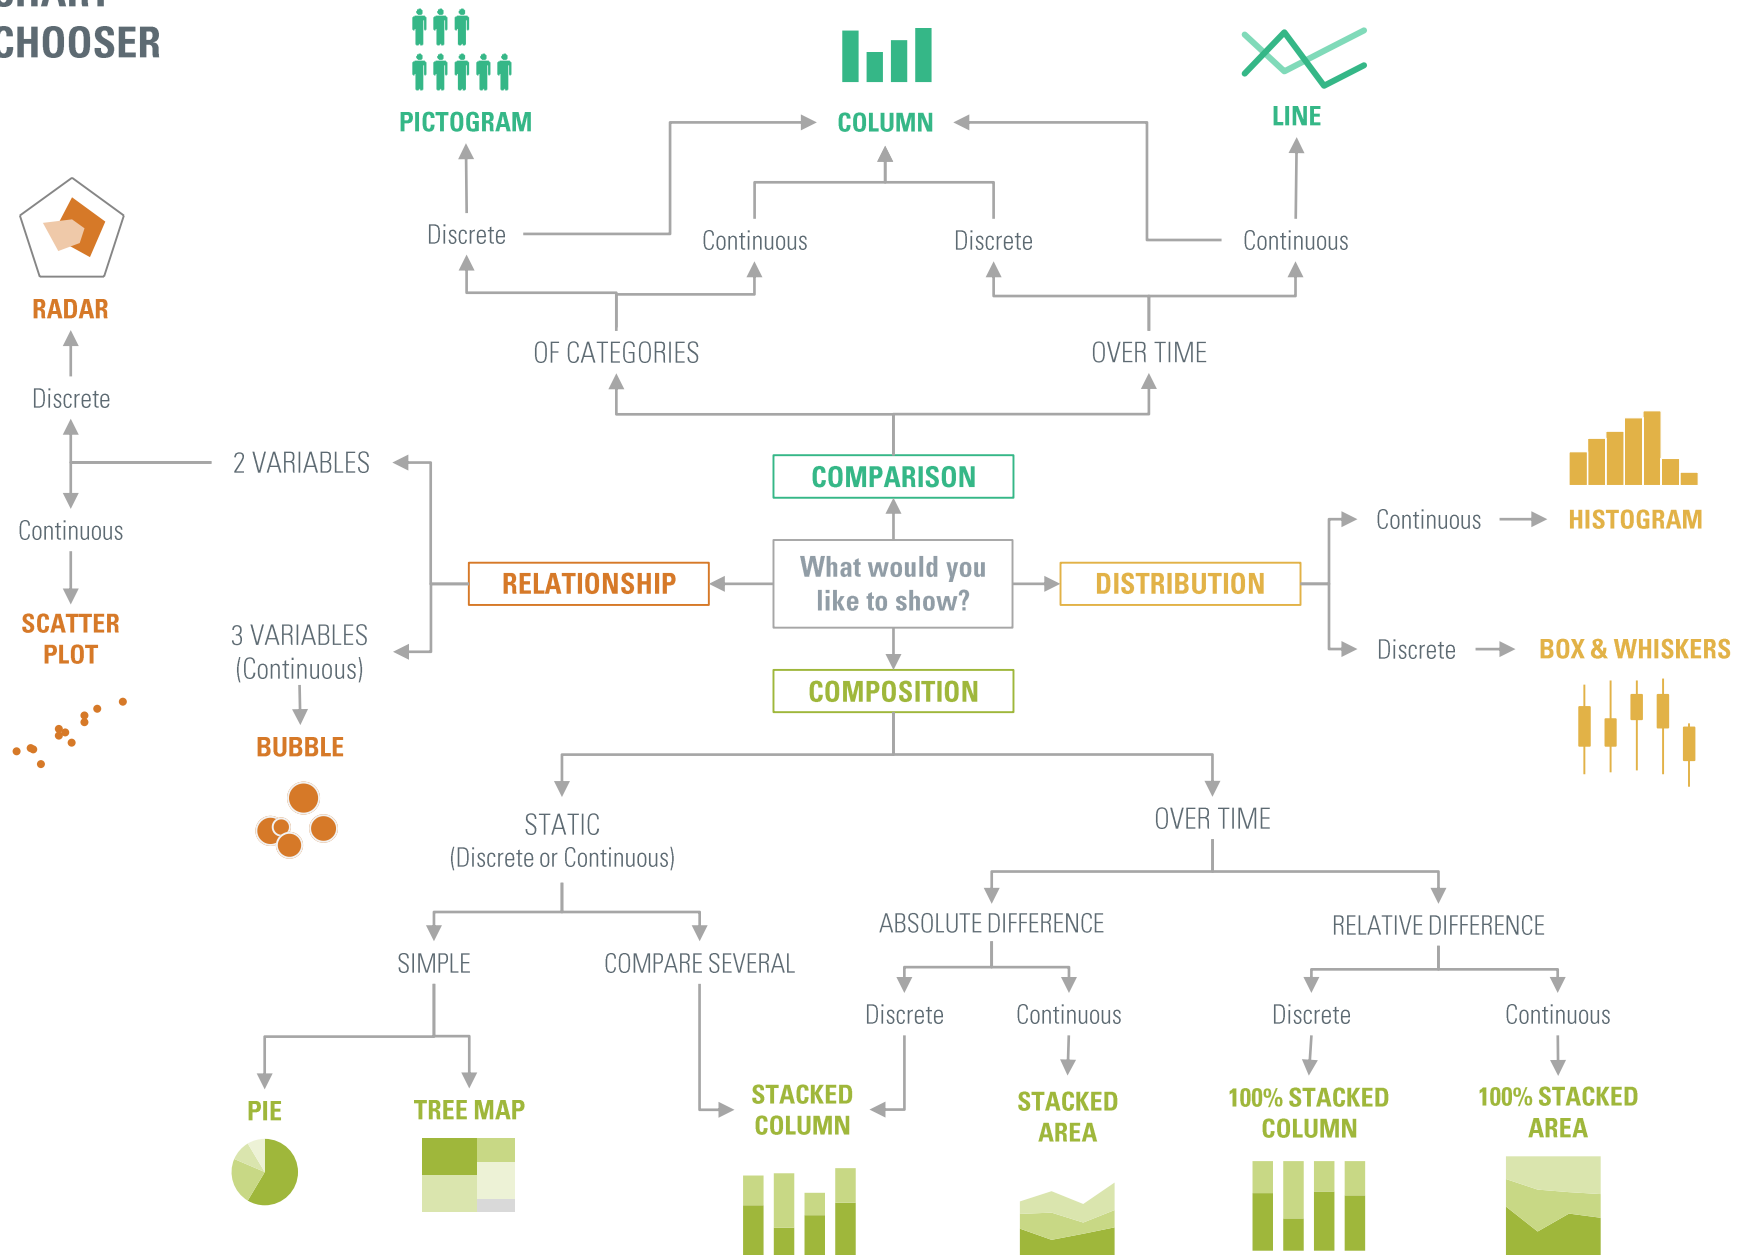 CHOOSER
PICTOGRAM
COLUMN
LINE
Discrete
Continuous
Discrete
Continuous
RADAR
OF CATEGORIES
OVER TIME
Discrete
2 VARIABLES
COMPARISON
Continuous
HISTOGRAM
Continuous
RELATIONSHIP
What would you
like to show?
DISTRIBUTION
SCATTER
PLOT
3 VARIABLES
(Continuous)
Discrete
BOX & WHISKERS
COMPOSITION
BUBBLE
STATIC
(Discrete or Continuous)
OVER TIME
ABSOLUTE DIFFERENCE
RELATIVE DIFFERENCE
SIMPLE
COMPARE SEVERAL
Discrete
Continuous
Discrete
Continuous
PIE
TREE MAP
STACKED
COLUMN
STACKED
AREA
100% STACKED
COLUMN
100% STACKED
AREA